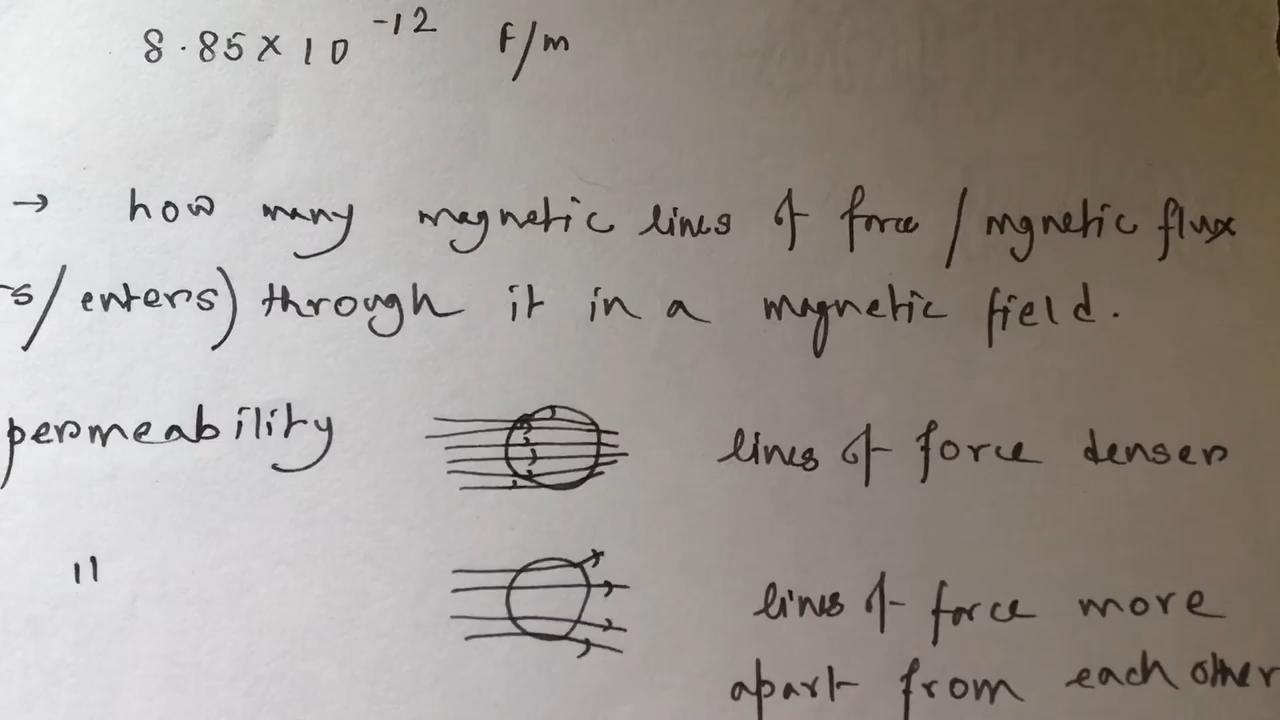 8.85 × 10⁻¹² F/m
→ how many magnetic lines of force / mgnetic flux
s/ enters) through it in a magnetic field.
permeability lines of force denser
" lines of force more
apart from each other